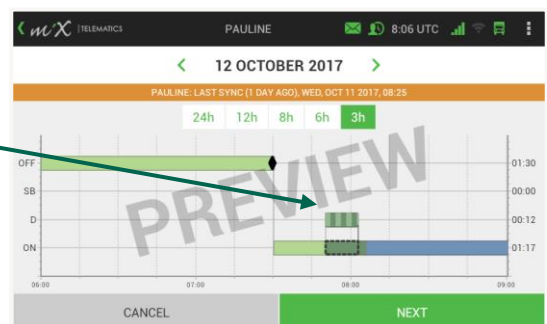 miX | TELEMATICS PAULINE 8:06 UTC
12 OCTOBER 2017
PAULINE: LAST SYNC (1 DAY AGO), WED, OCT 11 2017, 08:25
24h 12h 8h 6h 3h
PREVIEW
OFF 01:30
SB 00:00
D 00:12
ON 01:17
06:00 07:00 08:00 09:00
CANCEL NEXT